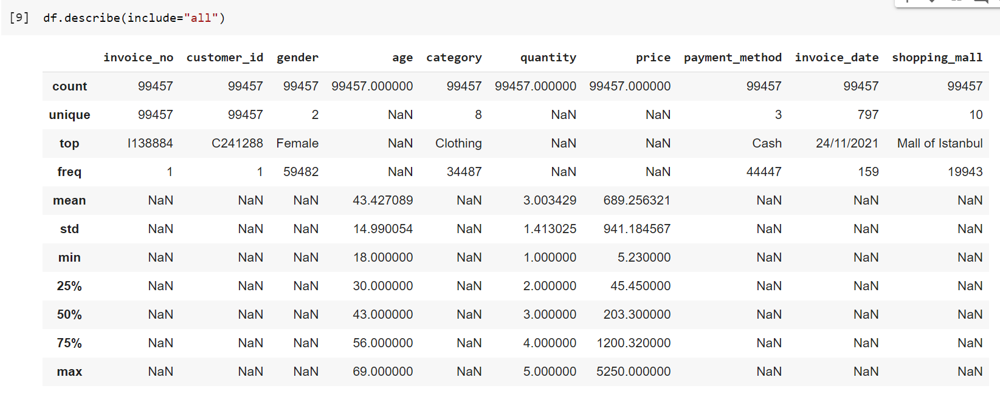 [9] df.describe(include="all")
invoice_no customer_id gender age category quantity price payment_method invoice_date shopping_mall
count 99457 99457 99457 99457.000000 99457 99457.000000 99457.000000 99457 99457 99457
unique 99457 99457 2 NaN 8 NaN NaN 3 797 10
top I138884 C241288 Female NaN Clothing NaN NaN Cash 24/11/2021 Mall of Istanbul
freq 1 1 59482 NaN 34487 NaN NaN 44447 159 19943
mean NaN NaN NaN 43.427089 NaN 3.003429 689.256321 NaN NaN NaN
std NaN NaN NaN 14.990054 NaN 1.413025 941.184567 NaN NaN NaN
min NaN NaN NaN 18.000000 NaN 1.000000 5.230000 NaN NaN NaN
25% NaN NaN NaN 30.000000 NaN 2.000000 45.450000 NaN NaN NaN
50% NaN NaN NaN 43.000000 NaN 3.000000 203.300000 NaN NaN NaN
75% NaN NaN NaN 56.000000 NaN 4.000000 1200.320000 NaN NaN NaN
max NaN NaN NaN 69.000000 NaN 5.000000 5250.000000 NaN NaN NaN